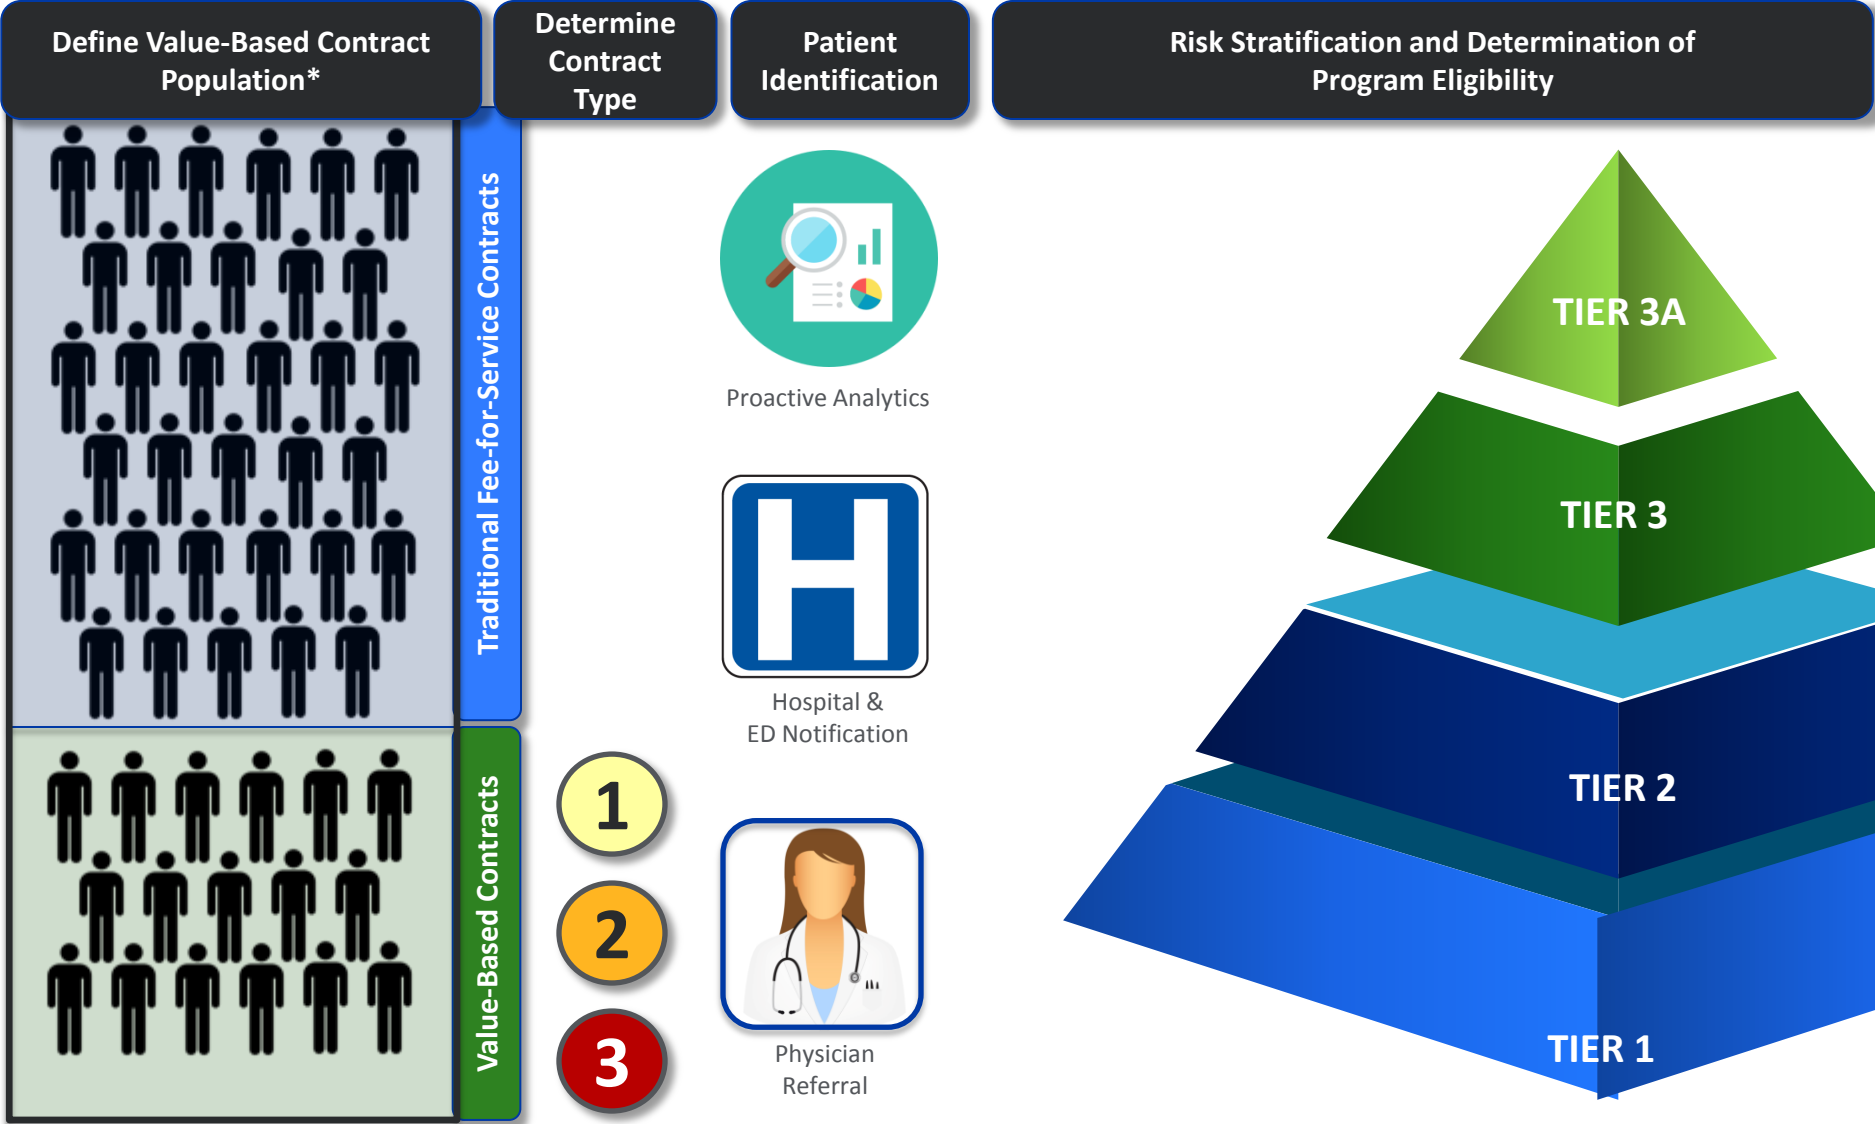 Define Value-Based Contract
Population*
Determine
Contract
Type
Patient
Identification
Risk Stratification and Determination of
Program Eligibility
Traditional Fee-for-Service Contracts
Value-Based Contracts
1
2
3
Proactive Analytics
H
Hospital &
ED Notification
Physician
Referral
TIER 3A
TIER 3
TIER 2
TIER 1